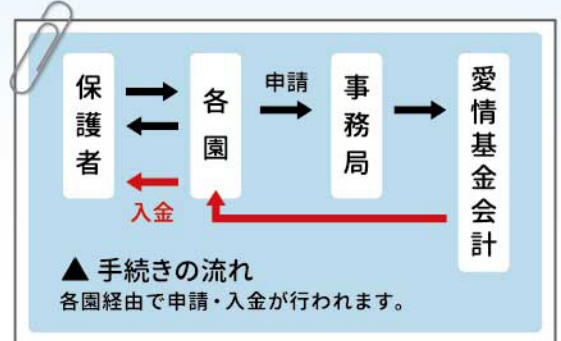 保護者
各園
申請
事務局
愛情基金会計
入金
▲ 手続きの流れ
各園経由で申請・入金が行われます。